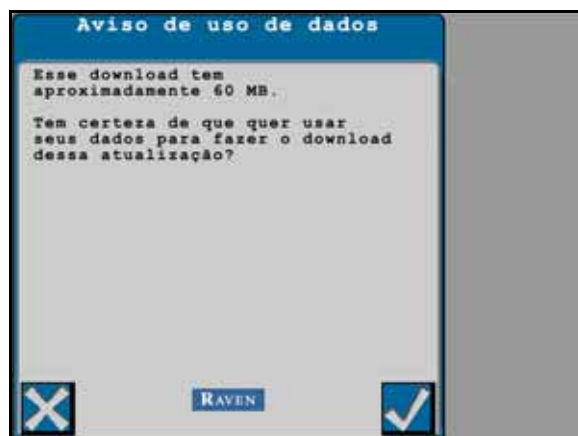 Aviso de uso de dados
Esse download tem
aproximadamente 60 MB.
Tem certeza de que quer usar
seus dados para fazer o download
dessa atualização?
RAVEN